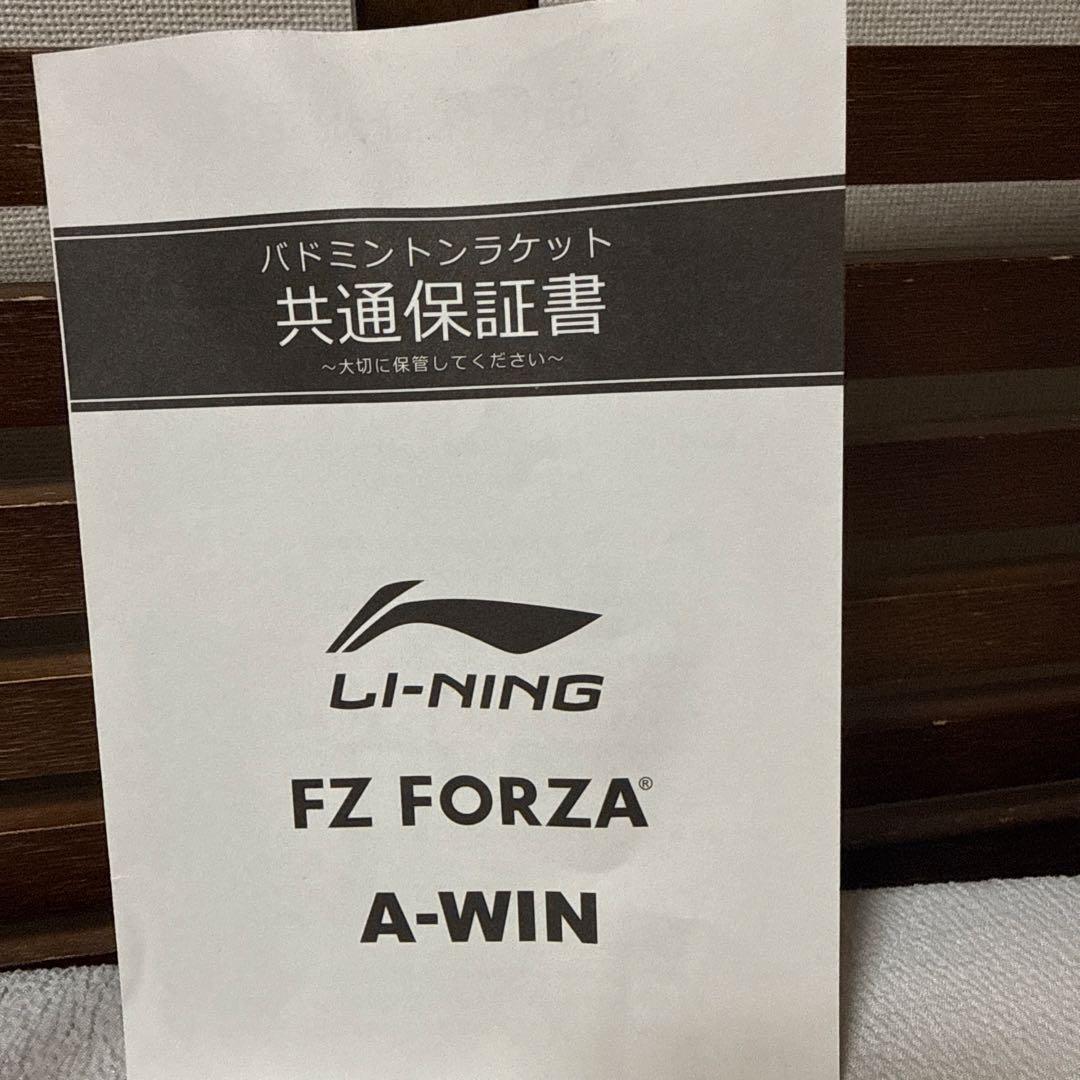 バドミントンラケット
共通保証書
～大切に保管してください～
LI-NING
FZ FORZA®
A-WIN